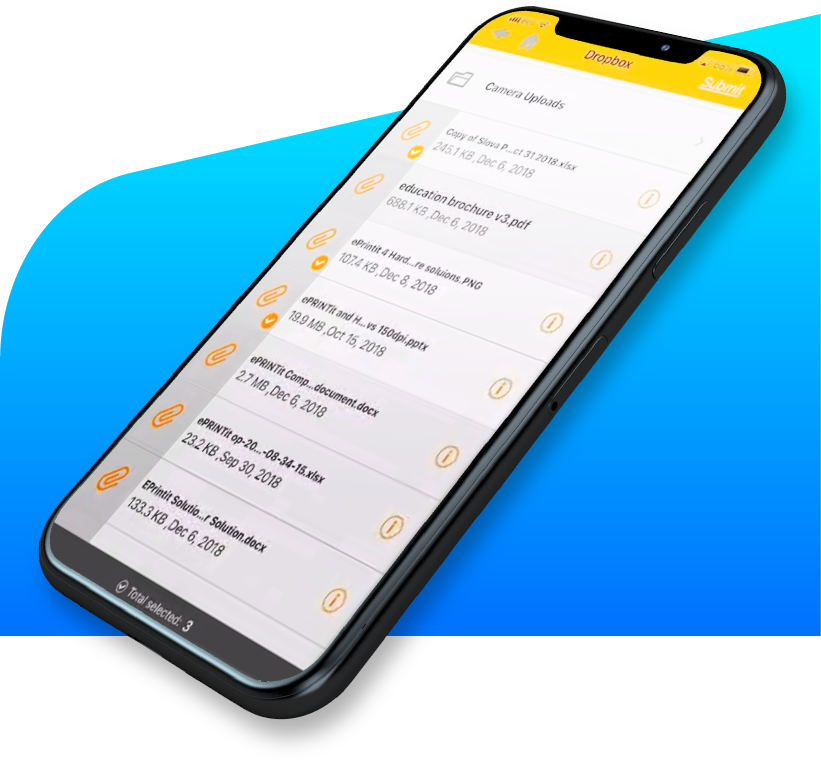 Dropbox
Submit
Camera Uploads
Copy of Slova P...ct 31 2018.xlsx
245.1 KB ,Dec 6, 2018
education brochure v3.pdf
688.1 KB ,Dec 6, 2018
ePrintit 4 Hard...re soluions.PNG
107.4 KB ,Dec 8, 2018
ePRINTit and H...vs 150dpi.pptx
19.9 MB ,Oct 15, 2018
ePRINTit Comp...document.docx
2.7 MB ,Dec 6, 2018
ePRINTit op-20...-08-34-15.xlsx
23.2 KB ,Sep 30, 2018
EPrintit Solutio...r Solution.docx
133.3 KB ,Dec 6, 2018
Total selected: 3